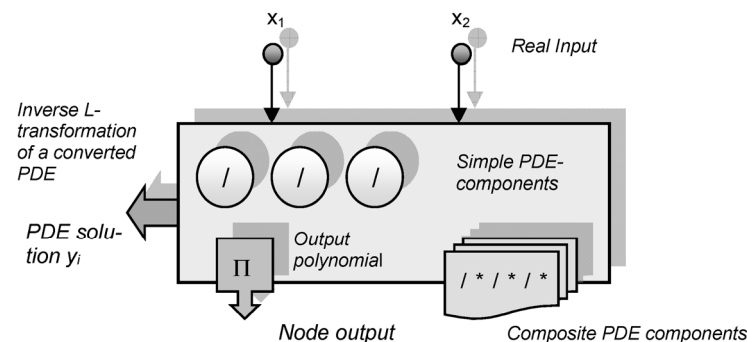 x₁
x₂
Real Input
Inverse L-
transformation
of a converted
PDE
/ / /
Simple PDE-
components
PDE solu-
tion yᵢ
Output
polynomial
Π
/ * / * / *
Node output
Composite PDE components